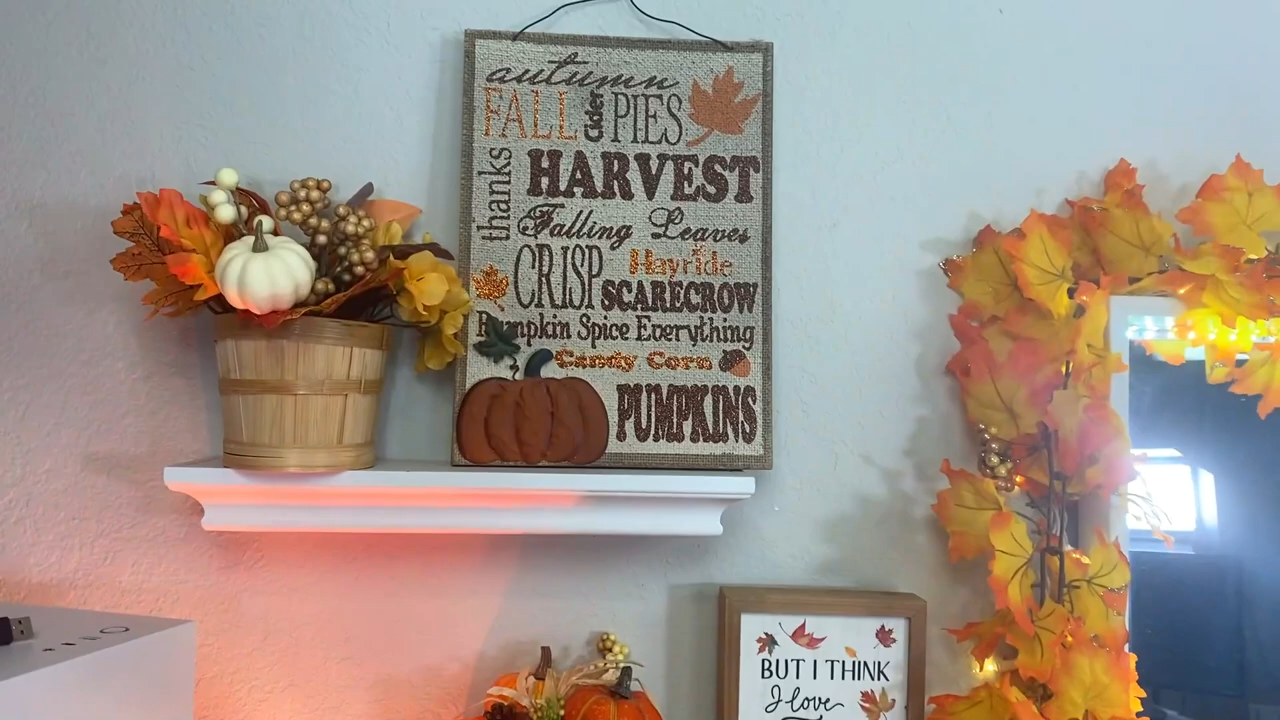 autumn
FALL Cider PIES
thanks HARVEST
Falling Leaves
CRISP Hayride
SCARECROW
Pumpkin Spice Everything
Candy Corn
PUMPKINS
BUT I THINK
I love